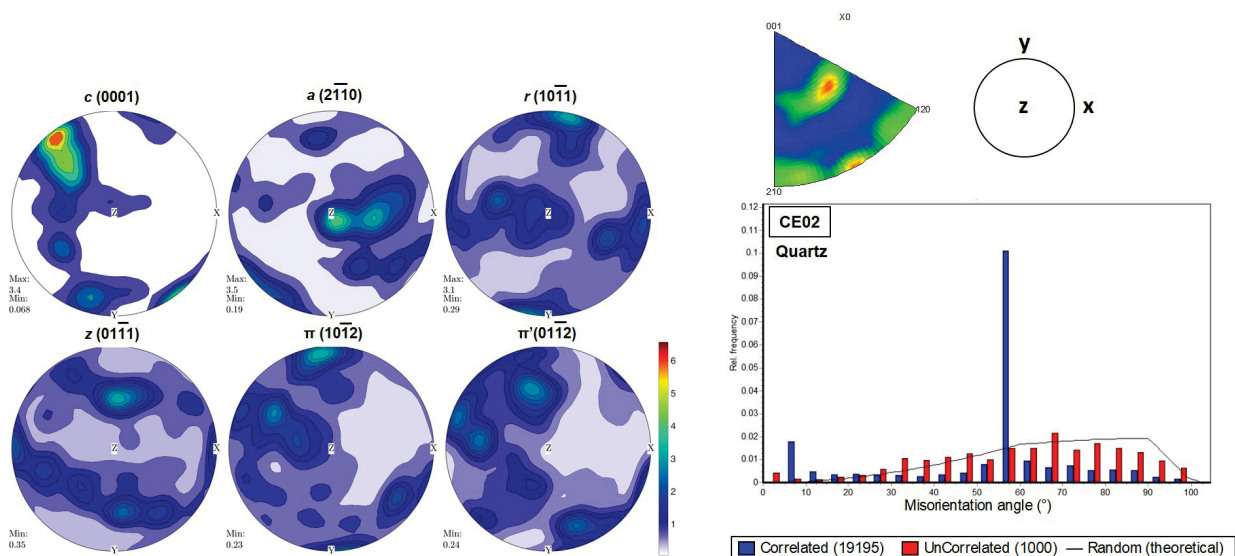 c (0001)
a (2110)
r (1011)
Z
X
Y
Max:
3.4
Min:
0.068
Z
X
Y
Max:
3.5
Min:
0.19
Z
X
Y
Max:
3.1
Min:
0.29
z (0111)
π (1012)
π'(0112)
Z
X
Y
Min:
0.35
Z
X
Y
Min:
0.23
Z
X
Y
Min:
0.24
6
5
4
3
2
1
X0
001
120
210
y
z
x
CE02
Quartz
Rel. frequency
0.12
0.11
0.1
0.09
0.08
0.07
0.06
0.05
0.04
0.03
0.02
0.01
0
0 10 20 30 40 50 60 70 80 90 100
Misorientation angle (°)
Correlated (19195) UnCorrelated (1000) Random (theoretical)